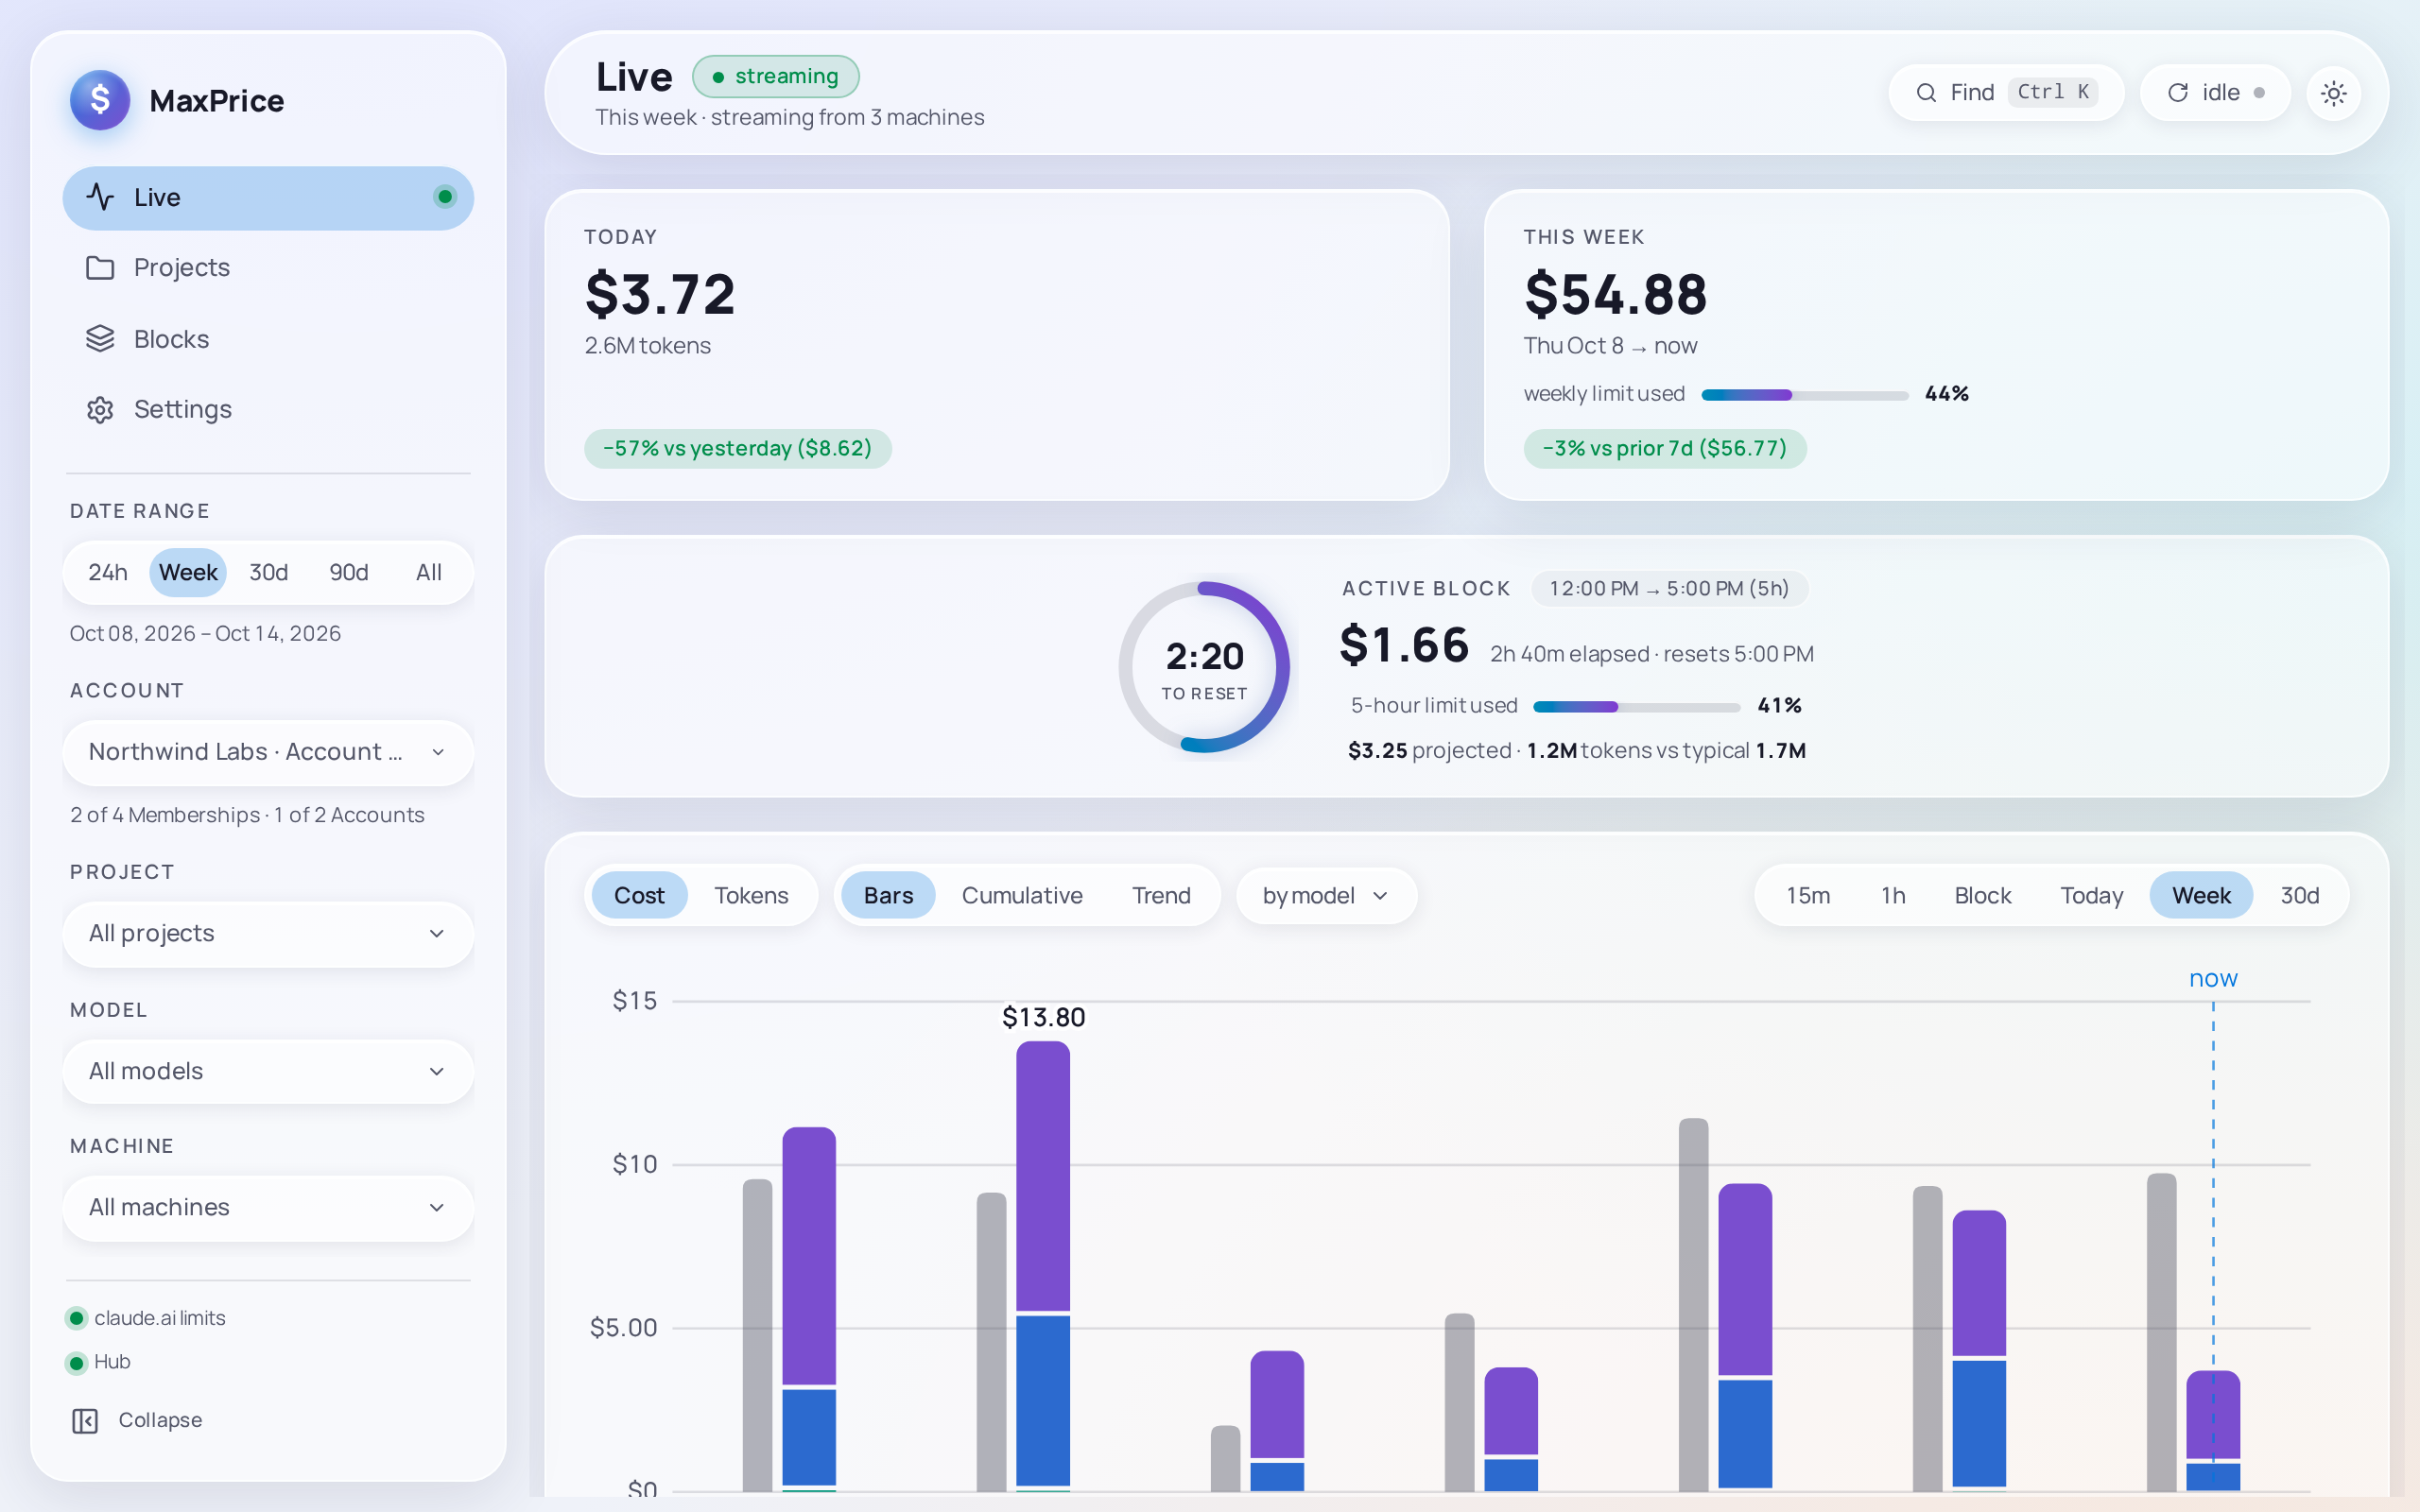 $ MaxPrice
Live
Projects
Blocks
Settings
DATE RANGE
24h Week 30d 90d All
Oct 08, 2026 – Oct 14, 2026
ACCOUNT
Northwind Labs · Account ...
2 of 4 Memberships · 1 of 2 Accounts
PROJECT
All projects
MODEL
All models
MACHINE
All machines
claude.ai limits
Hub
Collapse
Live streaming
This week · streaming from 3 machines
Find Ctrl K idle
TODAY
$3.72
2.6M tokens
−57% vs yesterday ($8.62)
THIS WEEK
$54.88
Thu Oct 8 → now
weekly limit used 44%
−3% vs prior 7d ($56.77)
2:20
TO RESET
ACTIVE BLOCK 12:00 PM → 5:00 PM (5h)
$1.66 2h 40m elapsed · resets 5:00 PM
5-hour limit used 41%
$3.25 projected · 1.2M tokens vs typical 1.7M
Cost Tokens Bars Cumulative Trend by model 15m 1h Block Today Week 30d
now
$15
$13.80
$10
$5.00
$0